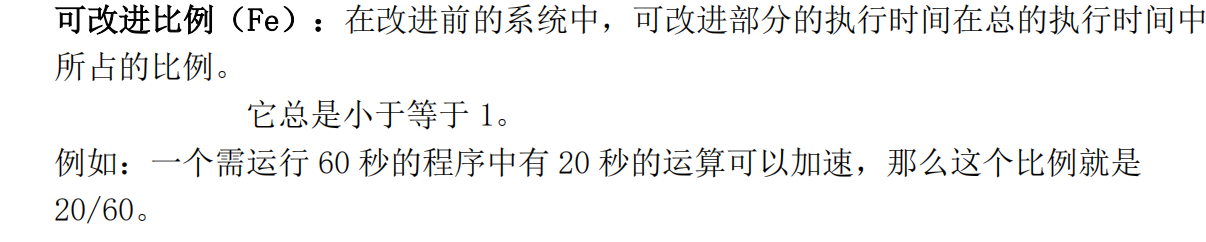 可改进比例（Fe）：在改进前的系统中，可改进部分的执行时间在总的执行时间中
所占的比例。
它总是小于等于 1。
例如：一个需运行 60 秒的程序中有 20 秒的运算可以加速，那么这个比例就是
20/60。